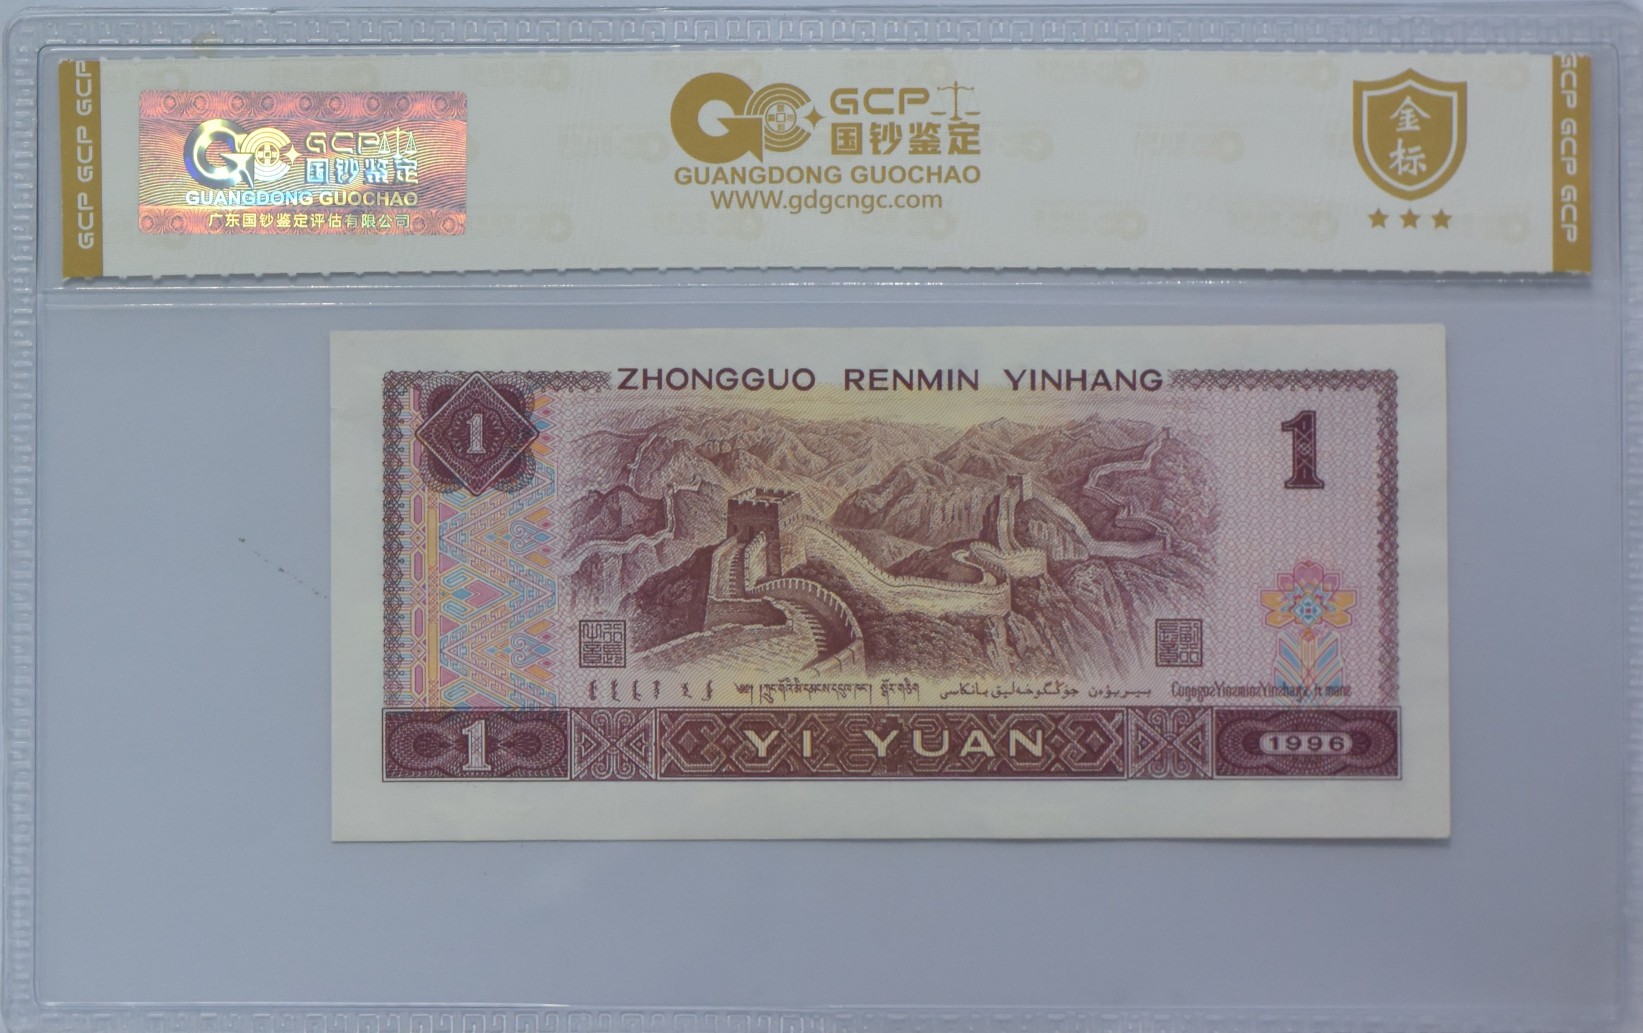 GCP GCP GCP
GCP
国钞鉴定
GUANGDONG GUOCHAO
广东国钞鉴定评估有限公司
GCP
国钞鉴定
GUANGDONG GUOCHAO
www.gdgcngc.com
金标
GCP GCP GCP
ZHONGGUO RENMIN YINHANG
1
1
1
YI YUAN
1996